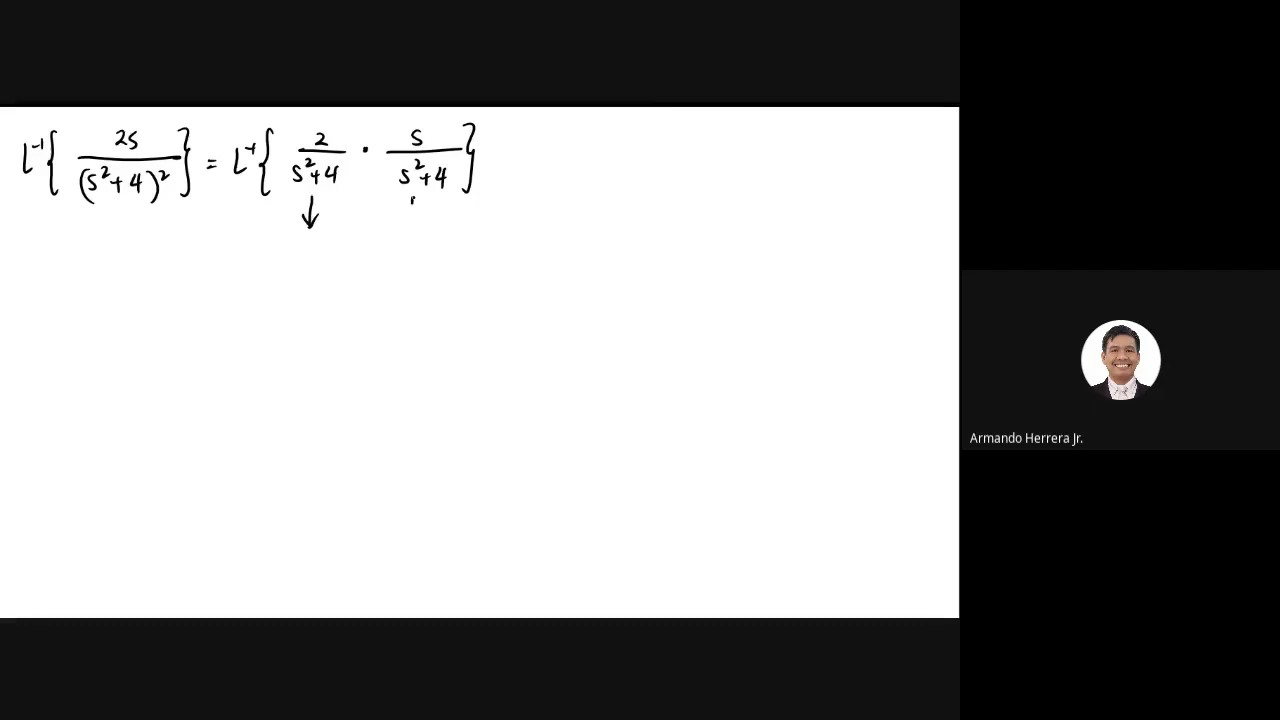 L⁻¹{ 2s/(s²+4)² } = L⁻¹{ 2/(s²+4) · s/(s²+4) }
↓
Armando Herrera Jr.